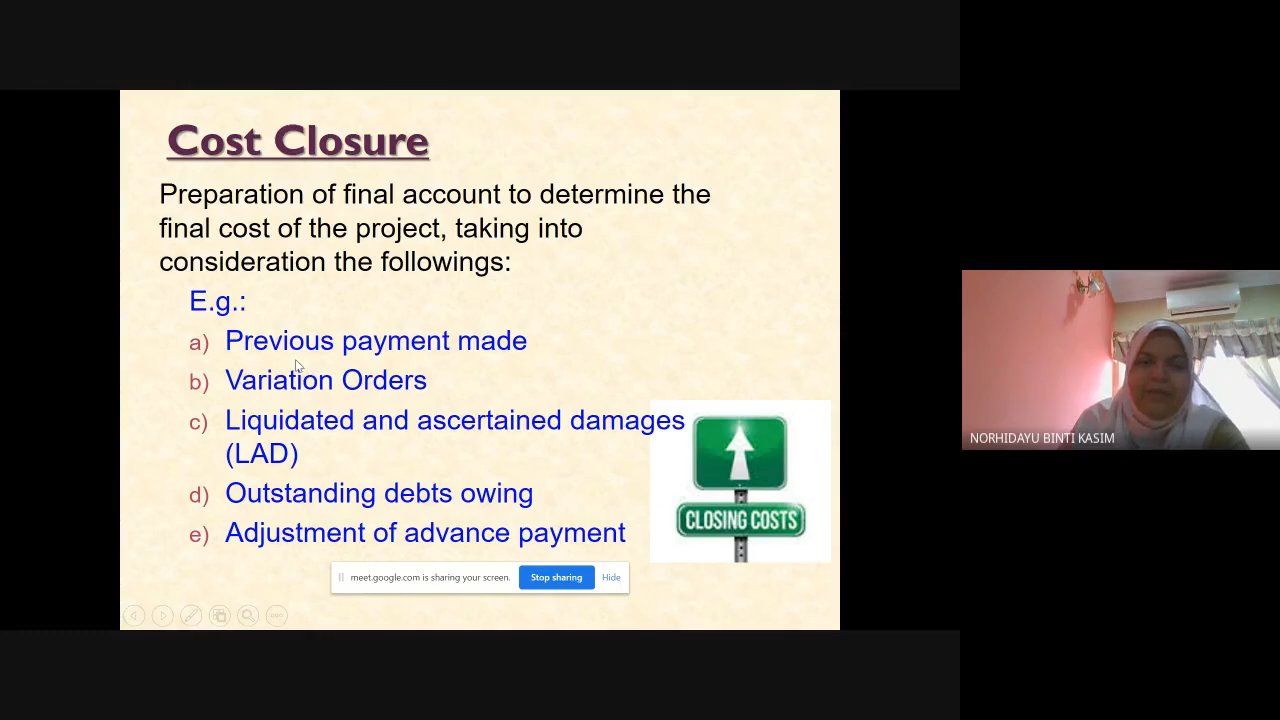 Cost Closure
Preparation of final account to determine the
final cost of the project, taking into
consideration the followings:
E.g.:
a) Previous payment made
b) Variation Orders
c) Liquidated and ascertained damages
(LAD)
d) Outstanding debts owing
e) Adjustment of advance payment
CLOSING COSTS
meet.google.com is sharing your screen. Stop sharing Hide
NORHIDAYU BINTI KASIM